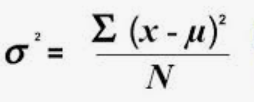 σ² = Σ (x - μ)² / N